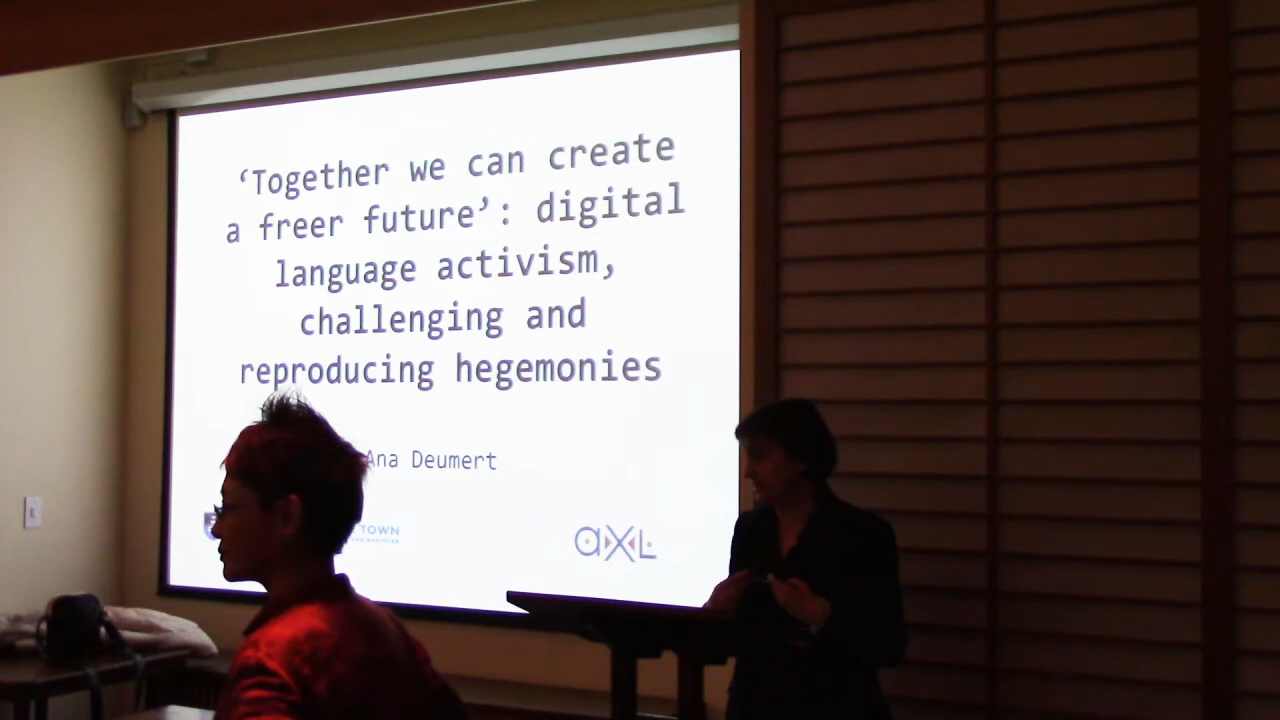 ‘Together we can create
a freer future’: digital
language activism,
challenging and
reproducing hegemonies
Ana Deumert
TOWN
aXL